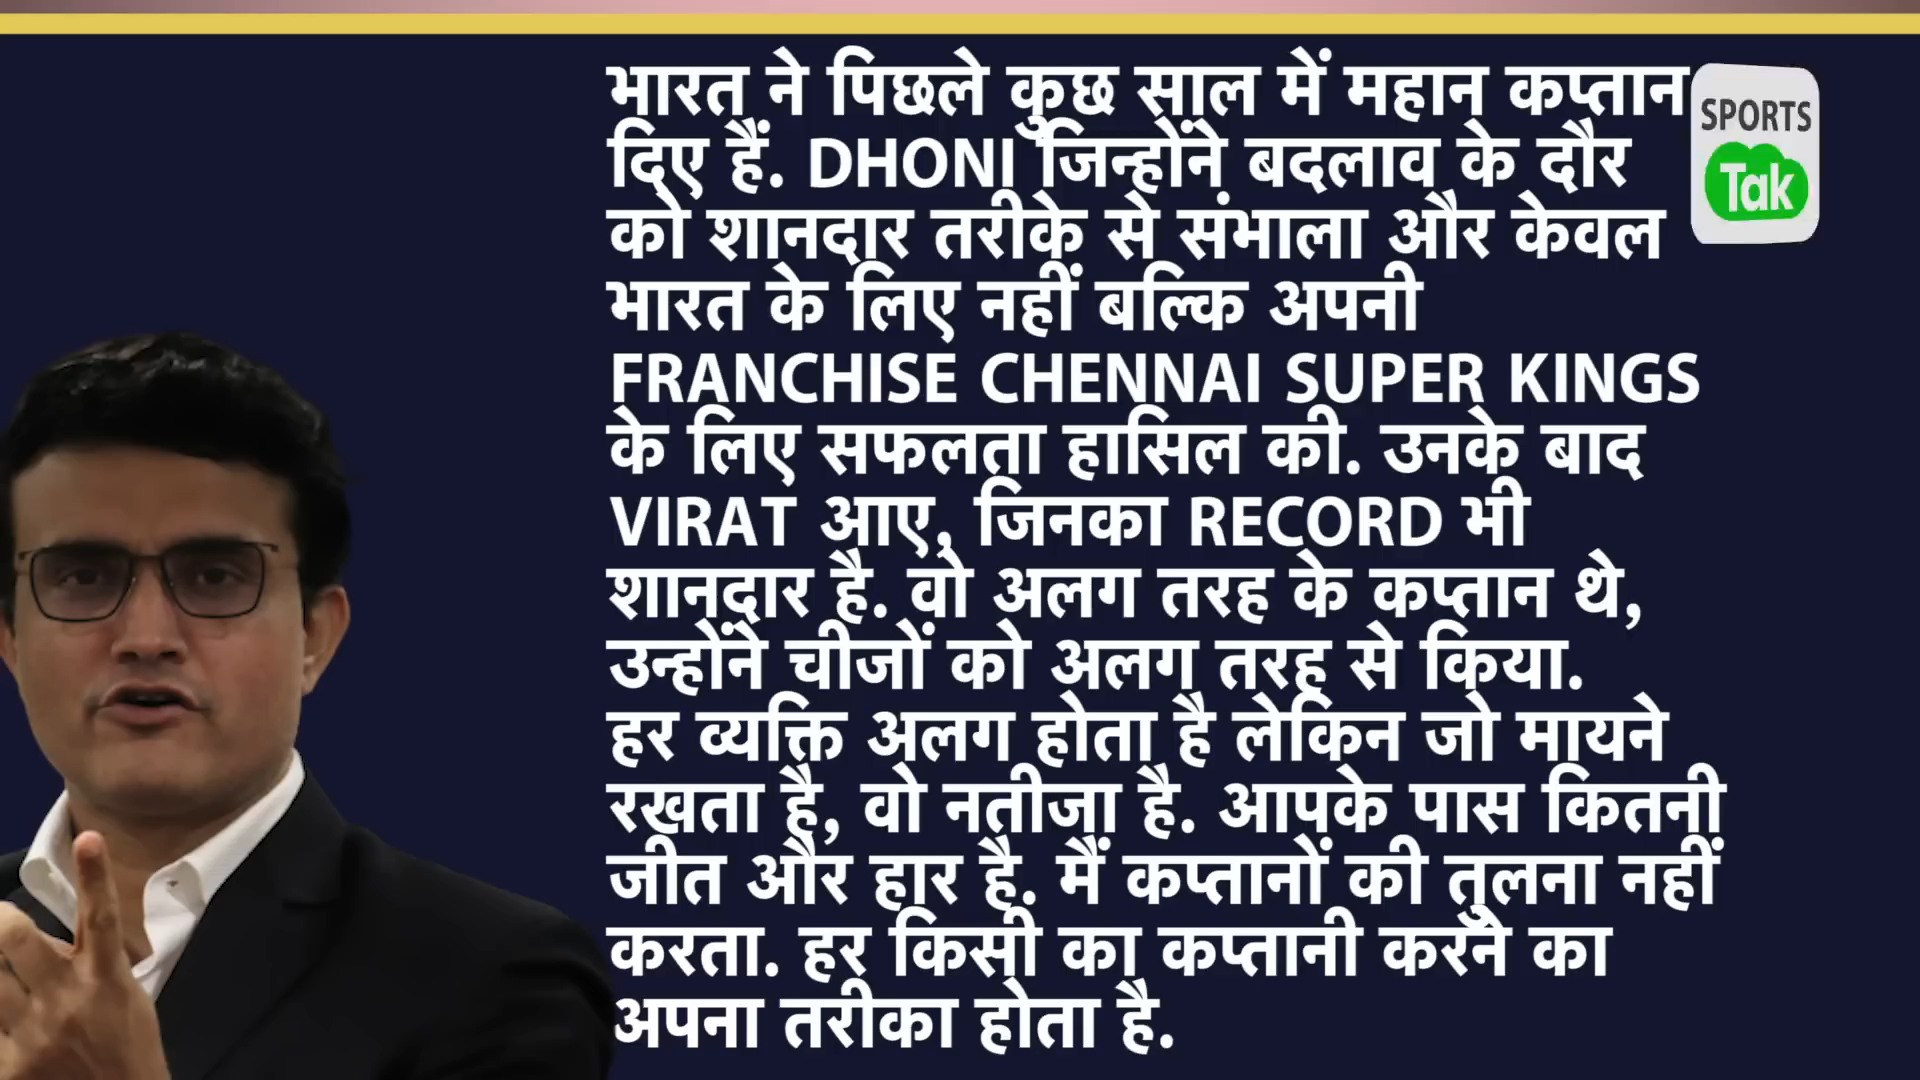 भारत ने पिछले कुछ साल में महान कप्तान
दिए हैं. DHONI जिन्होंने बदलाव के दौर
को शानदार तरीके से संभाला और केवल
भारत के लिए नहीं बल्कि अपनी
FRANCHISE CHENNAI SUPER KINGS
के लिए सफलता हासिल की. उनके बाद
VIRAT आए, जिनका RECORD भी
शानदार है. वो अलग तरह के कप्तान थे,
उन्होंने चीजों को अलग तरह से किया.
हर व्यक्ति अलग होता है लेकिन जो मायने
रखता है, वो नतीजा है. आपके पास कितनी
जीत और हार है. मैं कप्तानों की तुलना नहीं
करता. हर किसी का कप्तानी करने का
अपना तरीका होता है.
SPORTS
Tak